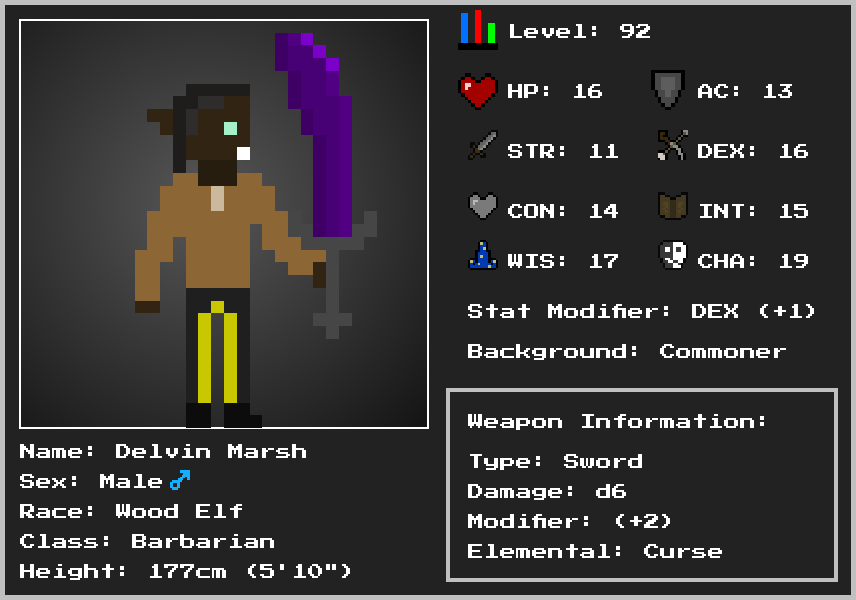 Level: 92
HP: 16 AC: 13
STR: 11 DEX: 16
CON: 14 INT: 15
WIS: 17 CHA: 19
Stat Modifier: DEX (+1)
Background: Commoner
Weapon Information:
Type: Sword
Damage: d6
Modifier: (+2)
Elemental: Curse
Name: Delvin Marsh
Sex: Male ♂
Race: Wood Elf
Class: Barbarian
Height: 177cm (5'10")